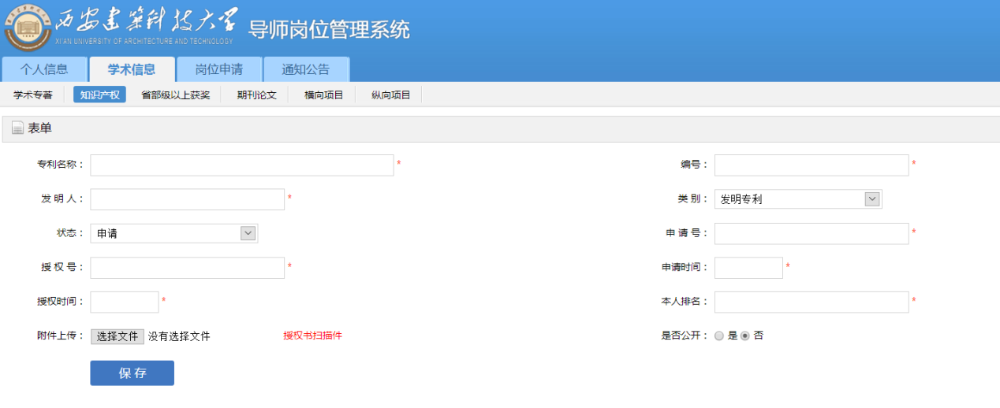 西安建筑科技大学 导师岗位管理系统
XI'AN UNIVERSITY OF ARCHITECTURE AND TECHNOLOGY
个人信息 学术信息 岗位申请 通知公告
学术专著 知识产权 省部级以上获奖 期刊论文 横向项目 纵向项目
表单
专利名称： * 编号： *
发 明 人： * 类 别： 发明专利
状态： 申请 申 请 号： *
授 权 号： * 申请时间： *
授权时间： * 本人排名： *
附件上传： 选择文件 没有选择文件 授权书扫描件 是否公开： 是 否
保 存